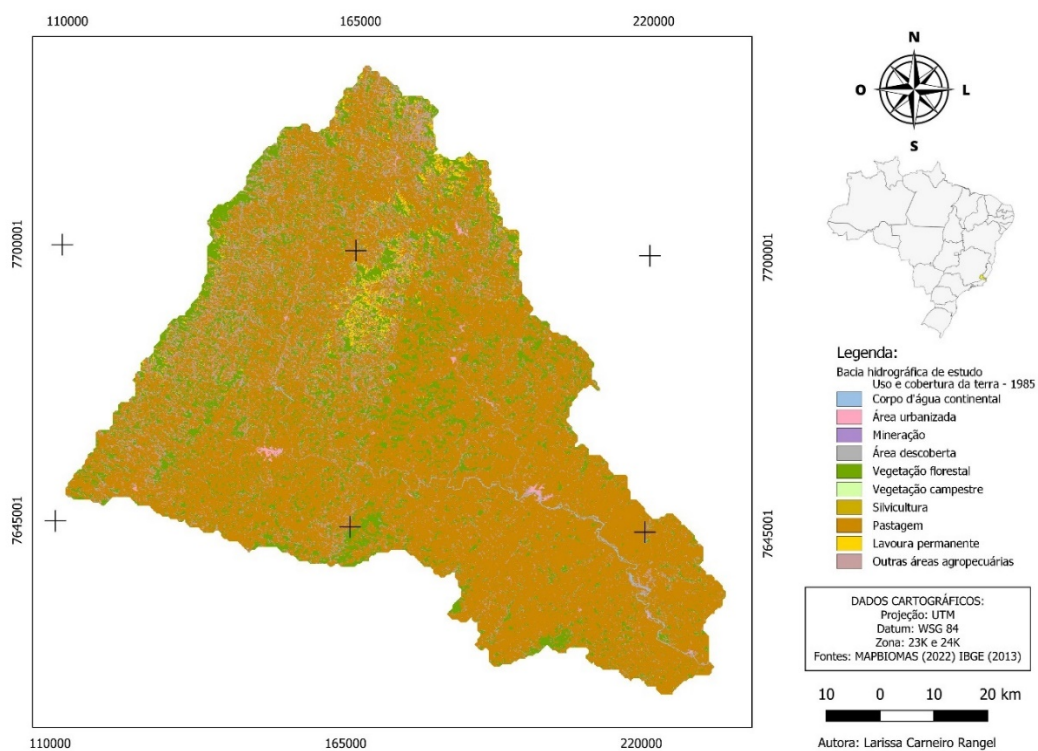 110000
165000
220000
N
O
L
S
7700001
7700001
7645001
7645001
Legenda:
Bacia hidrográfica de estudo
Uso e cobertura da terra - 1985
Corpo d'água continental
Área urbanizada
Mineração
Área descoberta
Vegetação florestal
Vegetação campestre
Silvicultura
Pastagem
Lavoura permanente
Outras áreas agropecuárias
DADOS CARTOGRÁFICOS:
Projeção: UTM
Datum: WSG 84
Zona: 23K e 24K
Fontes: MAPBIOMAS (2022) IBGE (2013)
10 0 10 20 km
Autora: Larissa Carneiro Rangel
110000
165000
220000